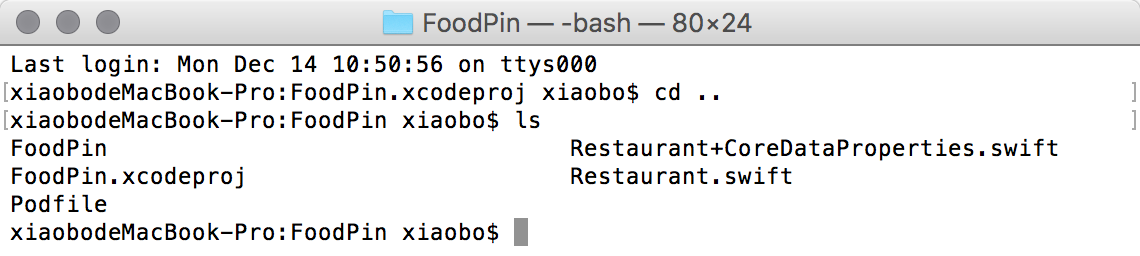 FoodPin — -bash — 80×24
Last login: Mon Dec 14 10:50:56 on ttys000
[xiaobodeMacBook-Pro:FoodPin.xcodeproj xiaobo$ cd .. ]
[xiaobodeMacBook-Pro:FoodPin xiaobo$ ls ]
FoodPin Restaurant+CoreDataProperties.swift
FoodPin.xcodeproj Restaurant.swift
Podfile
xiaobodeMacBook-Pro:FoodPin xiaobo$